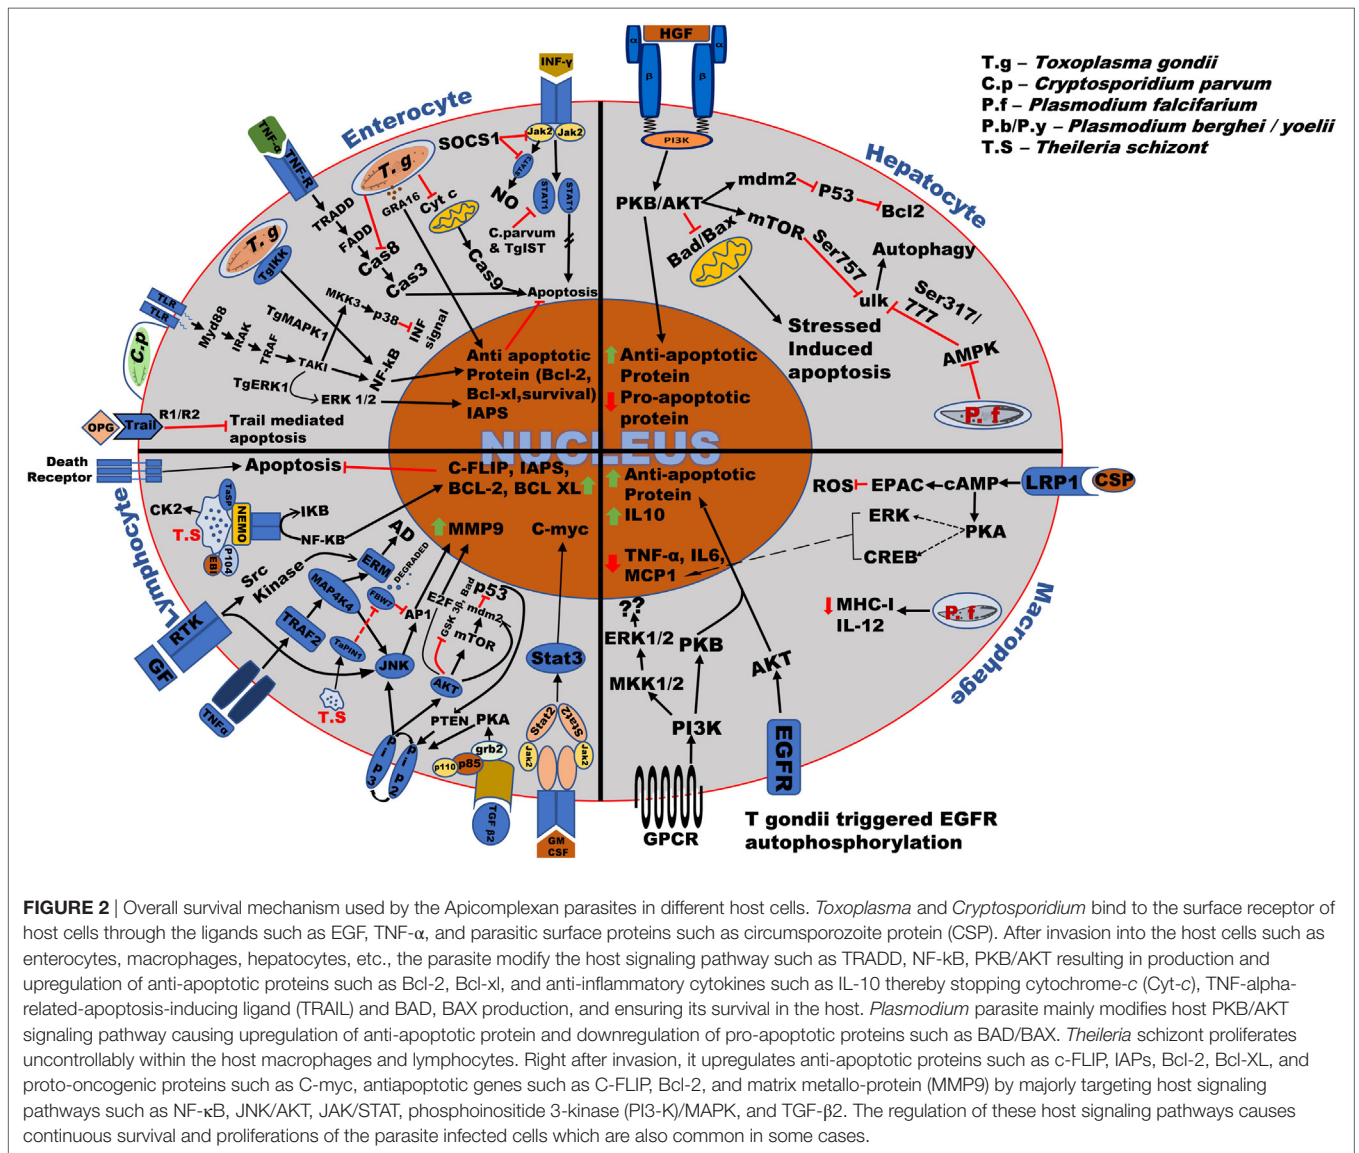 T.g – Toxoplasma gondii
C.p – Cryptosporidium parvum
P.f – Plasmodium falcifarium
P.b/P.y – Plasmodium berghei / yoelii
T.S – Theileria schizont
Enterocyte
TNF-α
TNF-R
TRADD
FADD
Cas8
Cas3
T. g
GRA16
Cyt c
Cas9
SOCS1
INF-γ
Jak2
Jak2
STAT3
NO
STAT1
STAT1
C.parvum
& TgIST
Apoptosis
T. g
TgIKK
TLR
TLR
C.p
Myd88
IRAK
TRAF
TAKI
TgMAPK1
MKK3
p38
INF
signal
NF-kB
TgERK1
ERK 1/2
OPG
Trail
R1/R2
Trail mediated
apoptosis
Anti apoptotic
Protein (Bcl-2,
Bcl-xl,survival)
IAPS
Hepatocyte
HGF
α
α
β
β
PI3K
PKB/AKT
mdm2
P53
Bcl2
mTOR
Bad/Bax
Ser757
Autophagy
ulk
Ser317/
777
AMPK
P. f
Stressed
Induced
apoptosis
Anti-apoptotic
Protein
Pro-apoptotic
protein
NUCLEUS
Lymphocyte
Death
Receptor
Apoptosis
C-FLIP, IAPS,
BCL-2, BCL XL
CK2
T.S
TaSP
NEMO
P104
EBI
IKB
NF-KB
MMP9
C-myc
Src
Kinase
RTK
GF
TNFα
TRAF2
MAP4K4
ERM
AD
DEGRADED
FBW7
TaPIN1
T.S
JNK
AP1
E2F
GSK 3β, Bad
p53
mdm2
mTOR
AKT
PTEN
PKA
PiP3
PiP2
p110
p85
grb2
TGF β2
Stat3
Stat2
Stat2
Jak2
Jak2
GM
CSF
Macrophage
Anti-apoptotic
Protein
IL10
TNF-α, IL6,
MCP1
ROS
EPAC
cAMP
LRP1
CSP
PKA
ERK
CREB
MHC-I
IL-12
P. f
??
ERK1/2
MKK1/2
PKB
PI3K
GPCR
AKT
EGFR
T gondii triggered EGFR
autophosphorylation
FIGURE 2 | Overall survival mechanism used by the Apicomplexan parasites in different host cells. Toxoplasma and Cryptosporidium bind to the surface receptor of
host cells through the ligands such as EGF, TNF-α, and parasitic surface proteins such as circumsporozoite protein (CSP). After invasion into the host cells such as
enterocytes, macrophages, hepatocytes, etc., the parasite modify the host signaling pathway such as TRADD, NF-kB, PKB/AKT resulting in production and
upregulation of anti-apoptotic proteins such as Bcl-2, Bcl-xl, and anti-inflammatory cytokines such as IL-10 thereby stopping cytochrome-c (Cyt-c), TNF-alpha-
related-apoptosis-inducing ligand (TRAIL) and BAD, BAX production, and ensuring its survival in the host. Plasmodium parasite mainly modifies host PKB/AKT
signaling pathway causing upregulation of anti-apoptotic protein and downregulation of pro-apoptotic proteins such as BAD/BAX. Theileria schizont proliferates
uncontrollably within the host macrophages and lymphocytes. Right after invasion, it upregulates anti-apoptotic proteins such as c-FLIP, IAPs, Bcl-2, Bcl-XL, and
proto-oncogenic proteins such as C-myc, antiapoptotic genes such as C-FLIP, Bcl-2, and matrix metallo-protein (MMP9) by majorly targeting host signaling
pathways such as NF-κB, JNK/AKT, JAK/STAT, phosphoinositide 3-kinase (PI3-K)/MAPK, and TGF-β2. The regulation of these host signaling pathways causes
continuous survival and proliferations of the parasite infected cells which are also common in some cases.